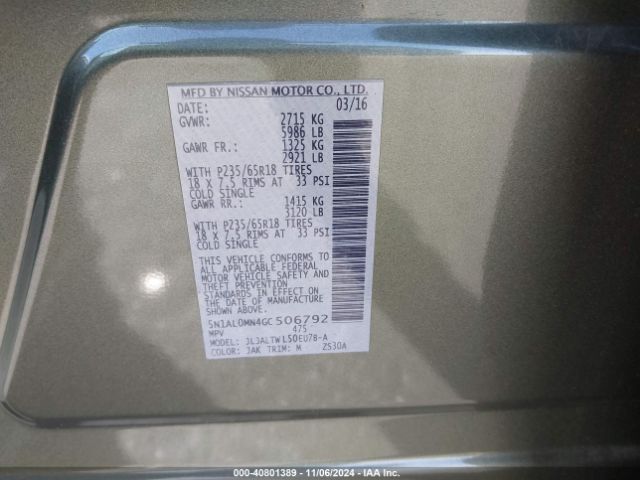 MFD BY NISSAN MOTOR CO., LTD.
DATE: 03/16
GVWR: 2715 KG
5986 LB
GAWR FR.: 1325 KG
2921 LB
WITH P235/65R18 TIRES
18 X 7.5 RIMS AT 33 PSI
COLD SINGLE
GAWR RR.: 1415 KG
3120 LB
WITH P235/65R18 TIRES
18 X 7.5 RIMS AT 33 PSI
COLD SINGLE
THIS VEHICLE CONFORMS TO
ALL APPLICABLE FEDERAL
MOTOR VEHICLE SAFETY AND
THEFT PREVENTION
STANDARDS IN EFFECT ON
THE DATE OF MANUFACTURE
SHOWN ABOVE.
5N1AL0MN4GC506792
MPV 475
MODEL: JLJALTWL50EU7B-A
COLOR: JAK TRIM: M ZS30A
000-40801389 - 11/06/2024 - IAA Inc.